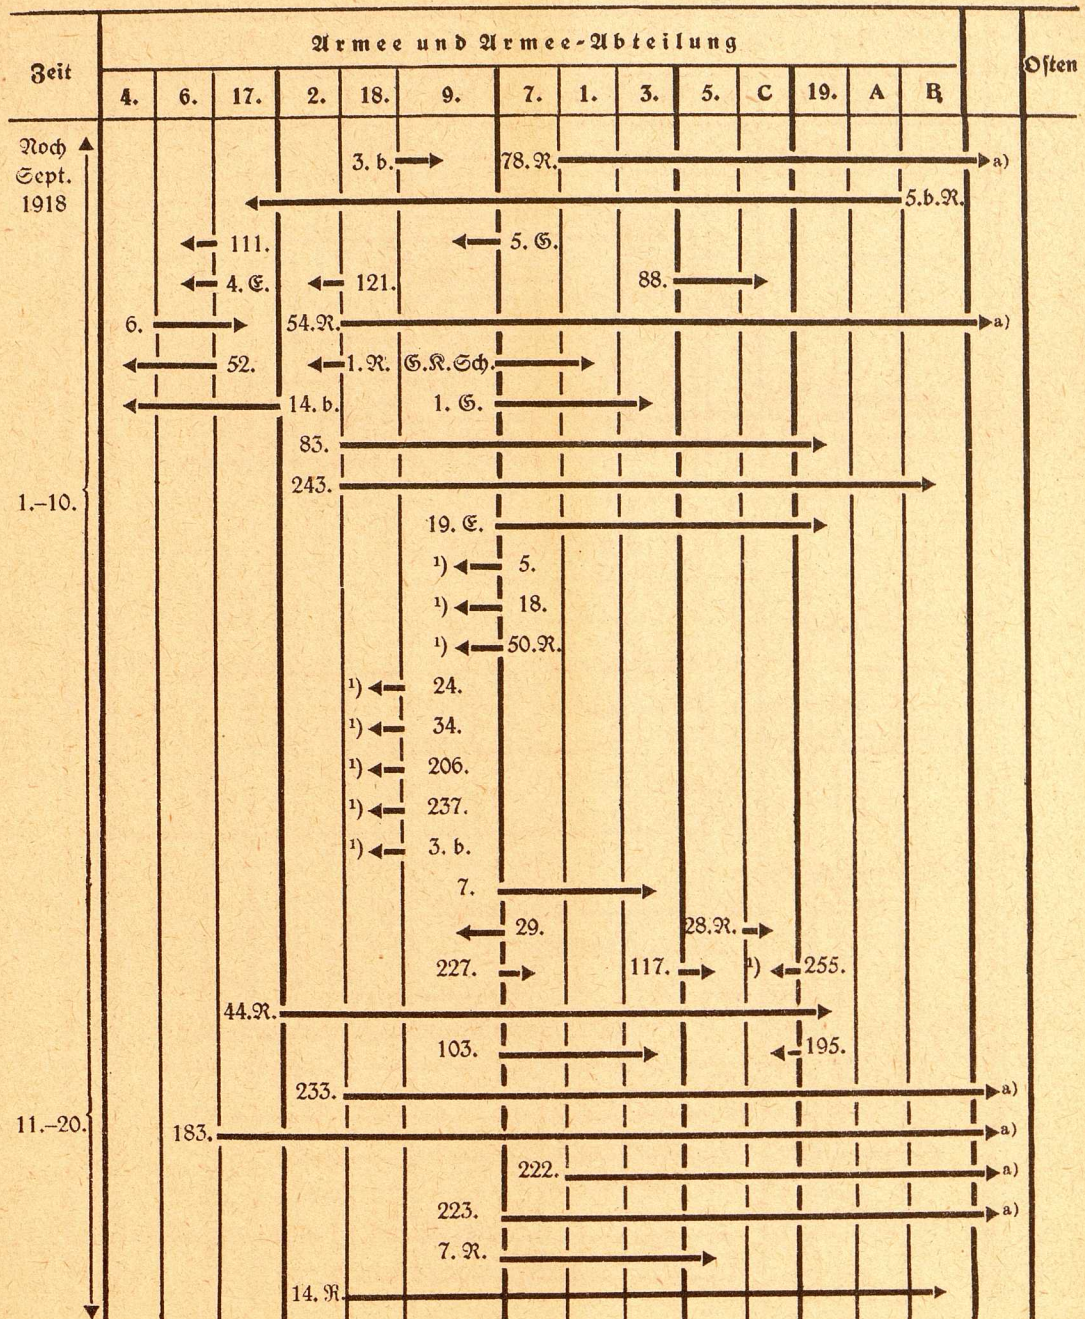 Armee und Armee-Abteilung
Zeit
Osten
4. 6. 17. 2. 18. 9. 7. 1. 3. 5. C 19. A B
Noch
Sept.
1918
3. b. 78.R. a)
5.b.R.
111. 5. G.
4. E. 121. 88.
6. 54.R. a)
52. 1.R. G.K.Sch.
14. b. 1. G.
83.
243.
1.–10.
19. E.
¹) 5.
¹) 18.
¹) 50.R.
¹) 24.
¹) 34.
¹) 206.
¹) 237.
¹) 3. b.
7.
29. 28.R.
227. 117. ¹) 255.
44.R.
103. 195.
233. a)
11.–20.
183. a)
222. a)
223. a)
7. R.
14. R.